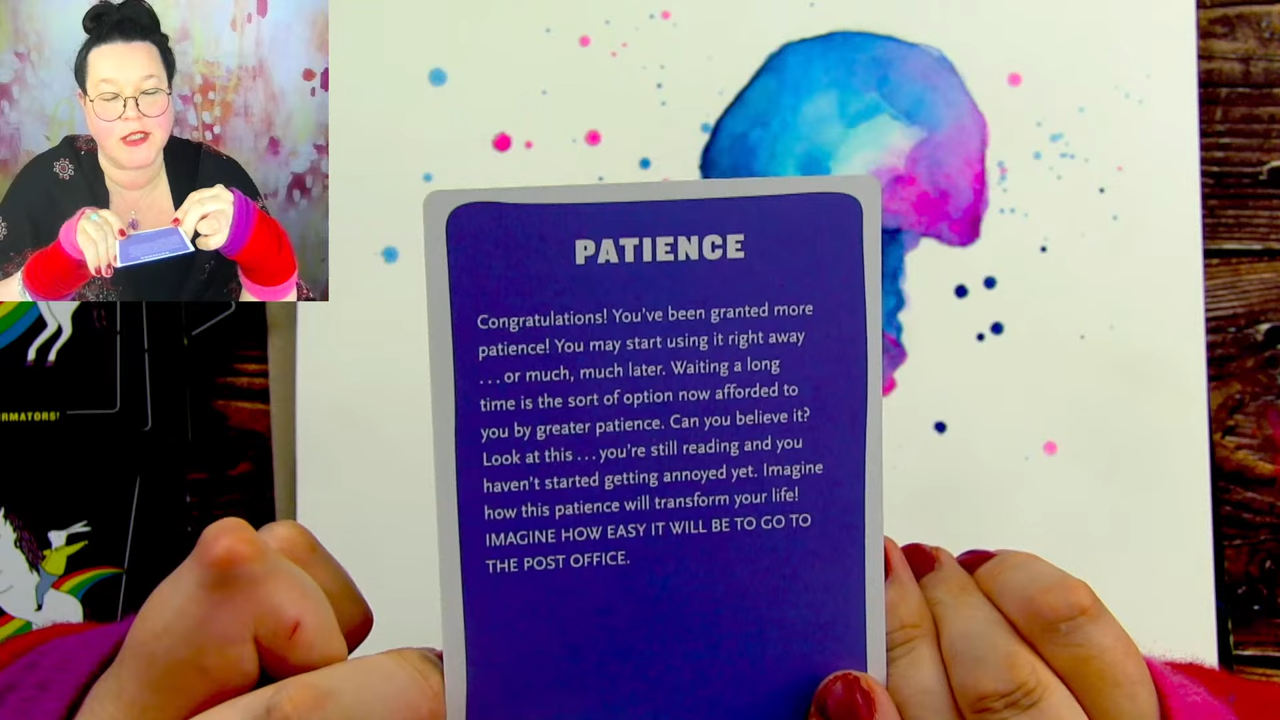 PATIENCE
Congratulations! You've been granted more
patience! You may start using it right away
...or much, much later. Waiting a long
time is the sort of option now afforded to
you by greater patience. Can you believe it?
Look at this...you're still reading and you
haven't started getting annoyed yet. Imagine
how this patience will transform your life!
IMAGINE HOW EASY IT WILL BE TO GO TO
THE POST OFFICE.
RMATORS!